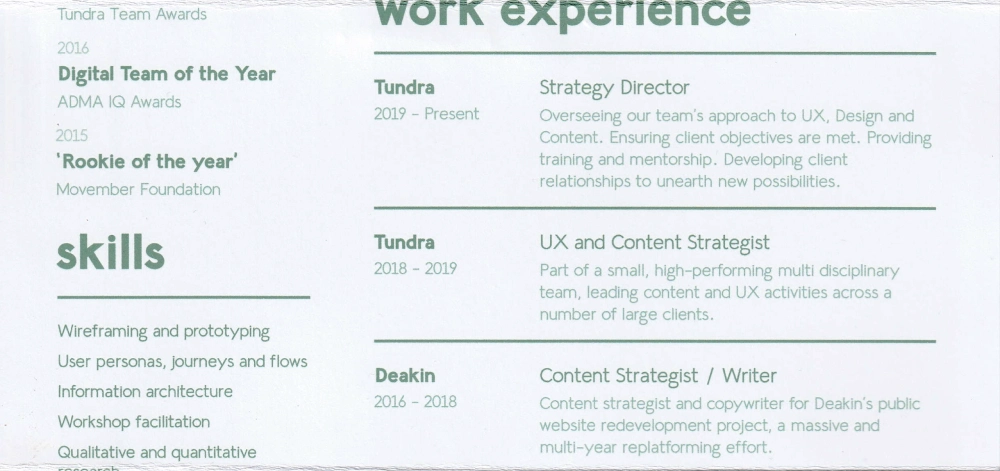 Tundra Team Awards
2016
Digital Team of the Year
ADMA IQ Awards
2015
‘Rookie of the year’
Movember Foundation
skills
Wireframing and prototyping
User personas, journeys and flows
Information architecture
Workshop facilitation
Qualitative and quantitative
research
work experience
Tundra
2019 – Present
Strategy Director
Overseeing our team's approach to UX, Design and
Content. Ensuring client objectives are met. Providing
training and mentorship. Developing client
relationships to unearth new possibilities.
Tundra
2018 – 2019
UX and Content Strategist
Part of a small, high-performing multi disciplinary
team, leading content and UX activities across a
number of large clients.
Deakin
2016 – 2018
Content Strategist / Writer
Content strategist and copywriter for Deakin's public
website redevelopment project, a massive and
multi-year replatforming effort.